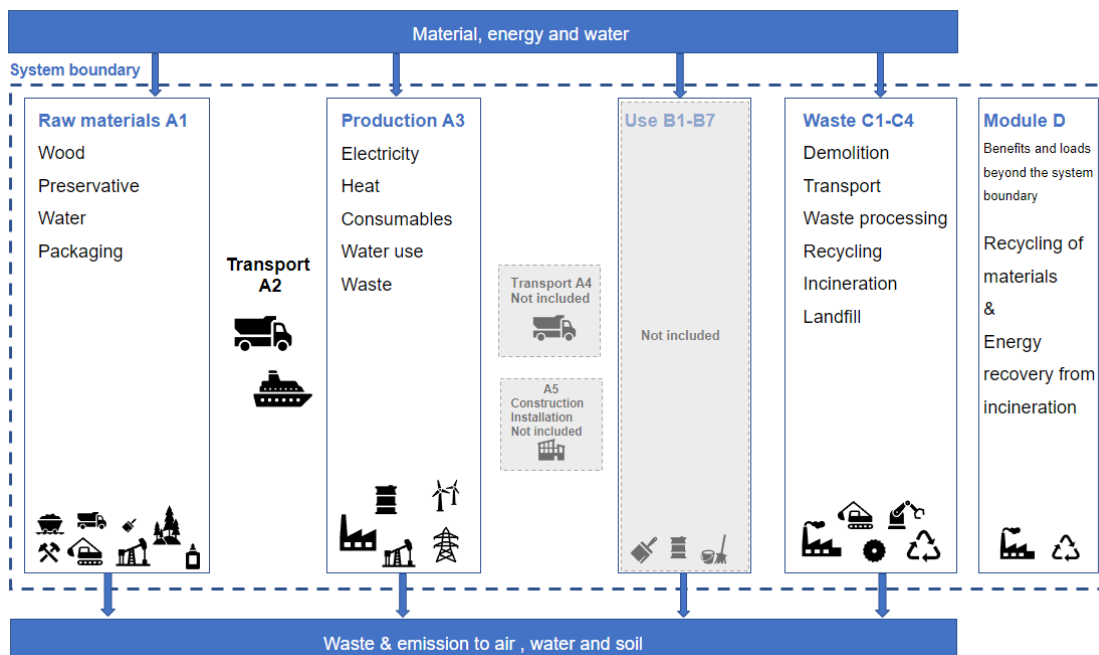 Material, energy and water
System boundary
Raw materials A1
Wood
Preservative
Water
Packaging
Transport
A2
Production A3
Electricity
Heat
Consumables
Water use
Waste
Transport A4
Not included
A5
Construction
Installation
Not included
Use B1-B7
Not included
Waste C1-C4
Demolition
Transport
Waste processing
Recycling
Incineration
Landfill
Module D
Benefits and loads
beyond the system
boundary
Recycling of
materials
&
Energy
recovery from
incineration
Waste & emission to air , water and soil